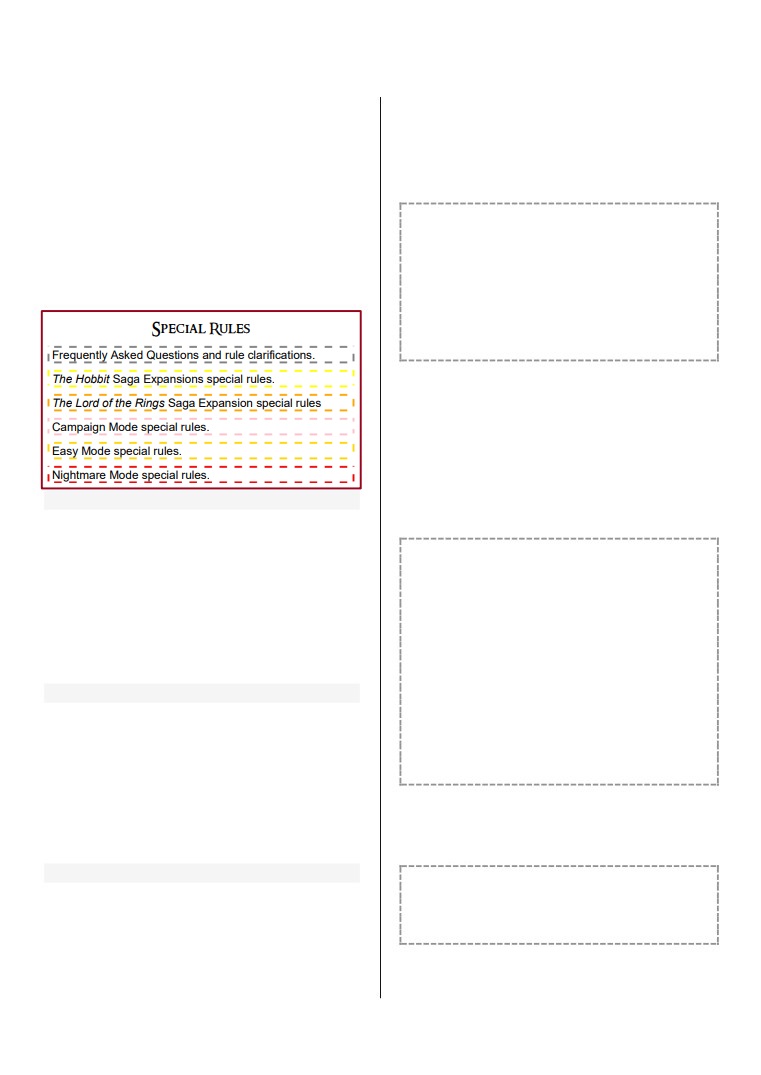 SPECIAL RULES
Frequently Asked Questions and rule clarifications.
The Hobbit Saga Expansions special rules.
The Lord of the Rings Saga Expansion special rules
Campaign Mode special rules.
Easy Mode special rules.
Nightmare Mode special rules.